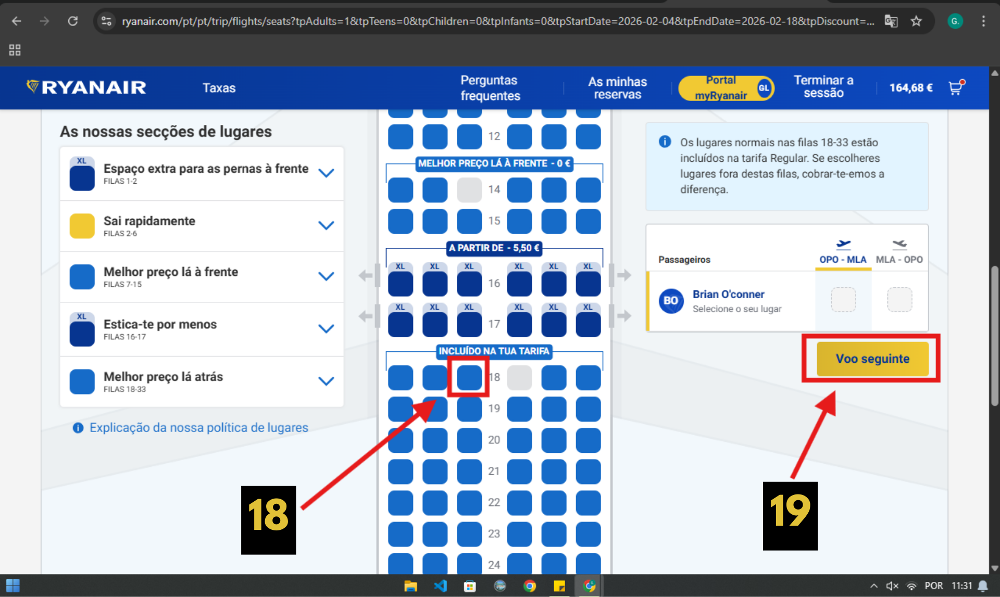 ryanair.com/pt/pt/trip/flights/seats?tpAdults=1&tpTeens=0&tpChildren=0&tpInfants=0&tpStartDate=2026-02-04&tpEndDate=2026-02-18&tpDiscount=...
G.
RYANAIR
Taxas
Perguntas
frequentes
As minhas
reservas
Portal
myRyanair
GL
Terminar a
sessão
164,68 €
As nossas secções de lugares
XL
Espaço extra para as pernas à frente
FILAS 1-2
Sai rapidamente
FILAS 2-6
Melhor preço lá à frente
FILAS 7-15
XL
Estica-te por menos
FILAS 16-17
Melhor preço lá atrás
FILAS 18-33
Explicação da nossa política de lugares
12
MELHOR PREÇO LÁ À FRENTE - 0 €
14
15
A PARTIR DE - 5,50 €
XL XL XL XL XL XL
16
XL XL XL XL XL XL
17
INCLUÍDO NA TUA TARIFA
18
19
20
21
22
23
24
Os lugares normais nas filas 18-33 estão
incluídos na tarifa Regular. Se escolheres
lugares fora destas filas, cobrar-te-emos a
diferença.
Passageiros
OPO - MLA
MLA - OPO
BO
Brian O'conner
Selecione o seu lugar
Voo seguinte
18
19
POR
11:31